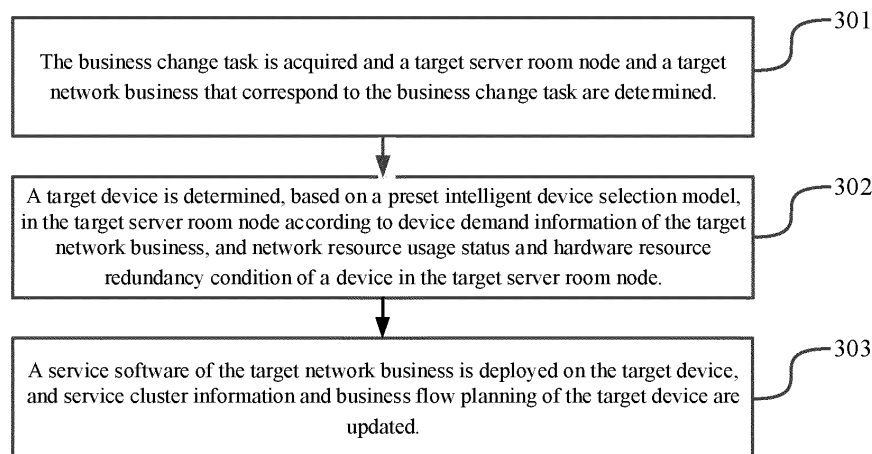 301
The business change task is acquired and a target server room node and a target
network business that correspond to the business change task are determined.
302
A target device is determined, based on a preset intelligent device selection model,
in the target server room node according to device demand information of the target
network business, and network resource usage status and hardware resource
redundancy condition of a device in the target server room node.
303
A service software of the target network business is deployed on the target device,
and service cluster information and business flow planning of the target device are
updated.